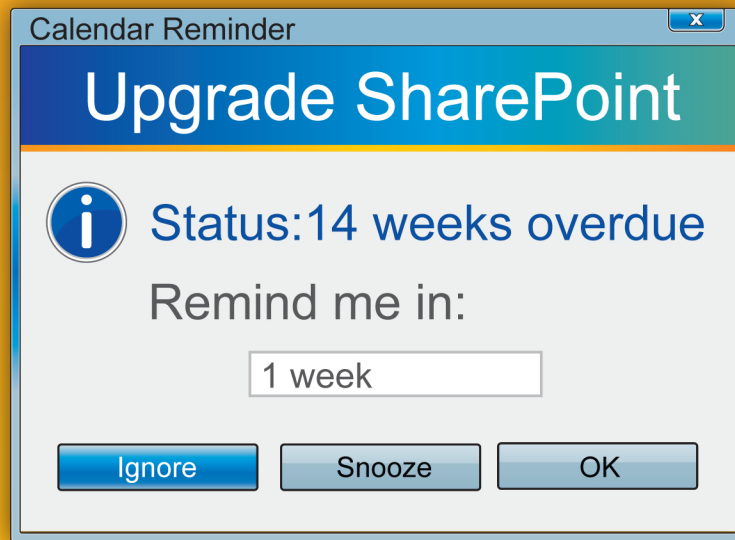 Calendar Reminder
X
Upgrade SharePoint
i
Status:14 weeks overdue
Remind me in:
1 week
Ignore
Snooze
OK